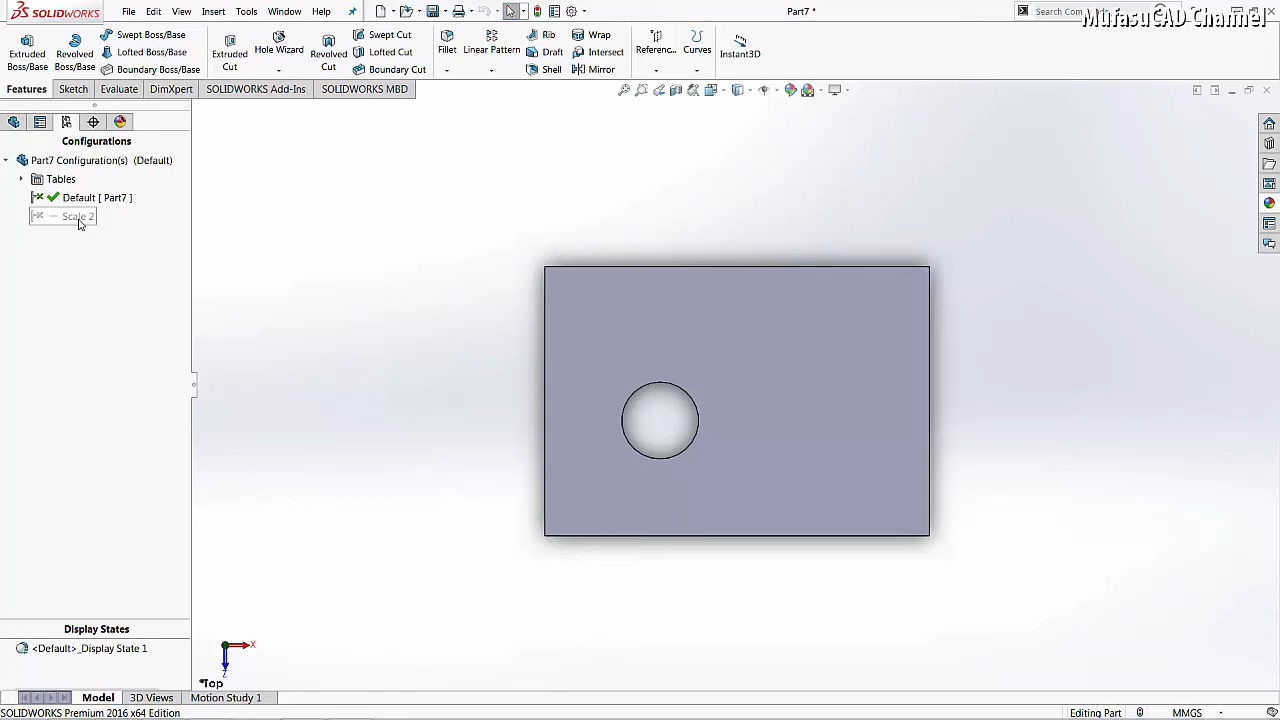 SOLIDWORKS File Edit View Insert Tools Window Help Part7 * Search Com MufasuCAD Channel
Extruded Boss/Base
Revolved Boss/Base
Swept Boss/Base
Lofted Boss/Base
Boundary Boss/Base
Extruded Cut
Hole Wizard
Revolved Cut
Swept Cut
Lofted Cut
Boundary Cut
Fillet
Linear Pattern
Rib
Draft
Shell
Wrap
Intersect
Mirror
Referenc...
Curves
Instant3D
Features Sketch Evaluate DimXpert SOLIDWORKS Add-Ins SOLIDWORKS MBD
Configurations
Part7 Configuration(s) (Default)
Tables
Default [ Part7 ]
Scale 2
Display States
<Default>_Display State 1
X
Z
*Top
Model 3D Views Motion Study 1
SOLIDWORKS Premium 2016 x64 Edition Editing Part MMGS